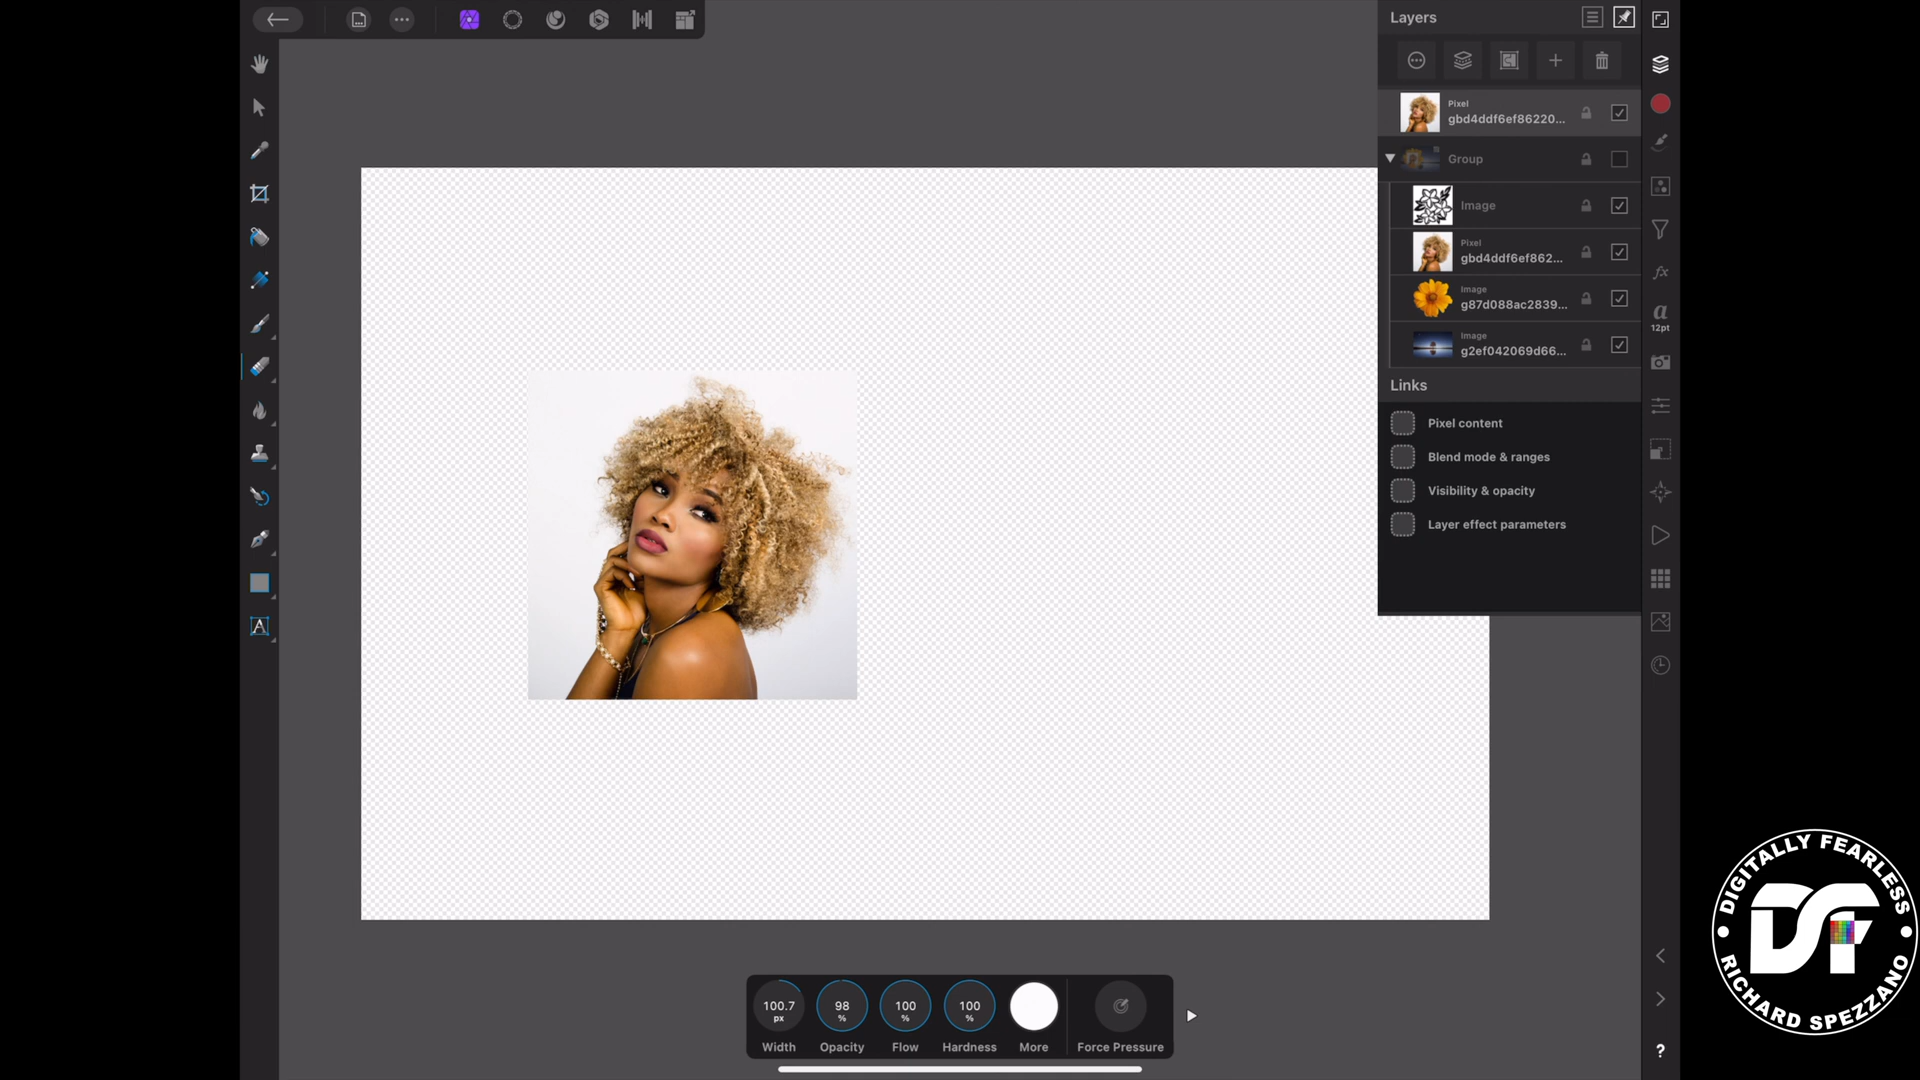 Layers
Pixel
gbd4ddf6ef86220...
Group
Image
Pixel
gbd4ddf6ef862...
Image
g87d088ac2839...
Image
g2ef042069d66...
Links
Pixel content
Blend mode & ranges
Visibility & opacity
Layer effect parameters
fx
a
12pt
A
?
100.7
px
Width
98
%
Opacity
100
%
Flow
100
%
Hardness
More
Force Pressure
DIGITALLY FEARLESS
DF
RICHARD SPEZZANO